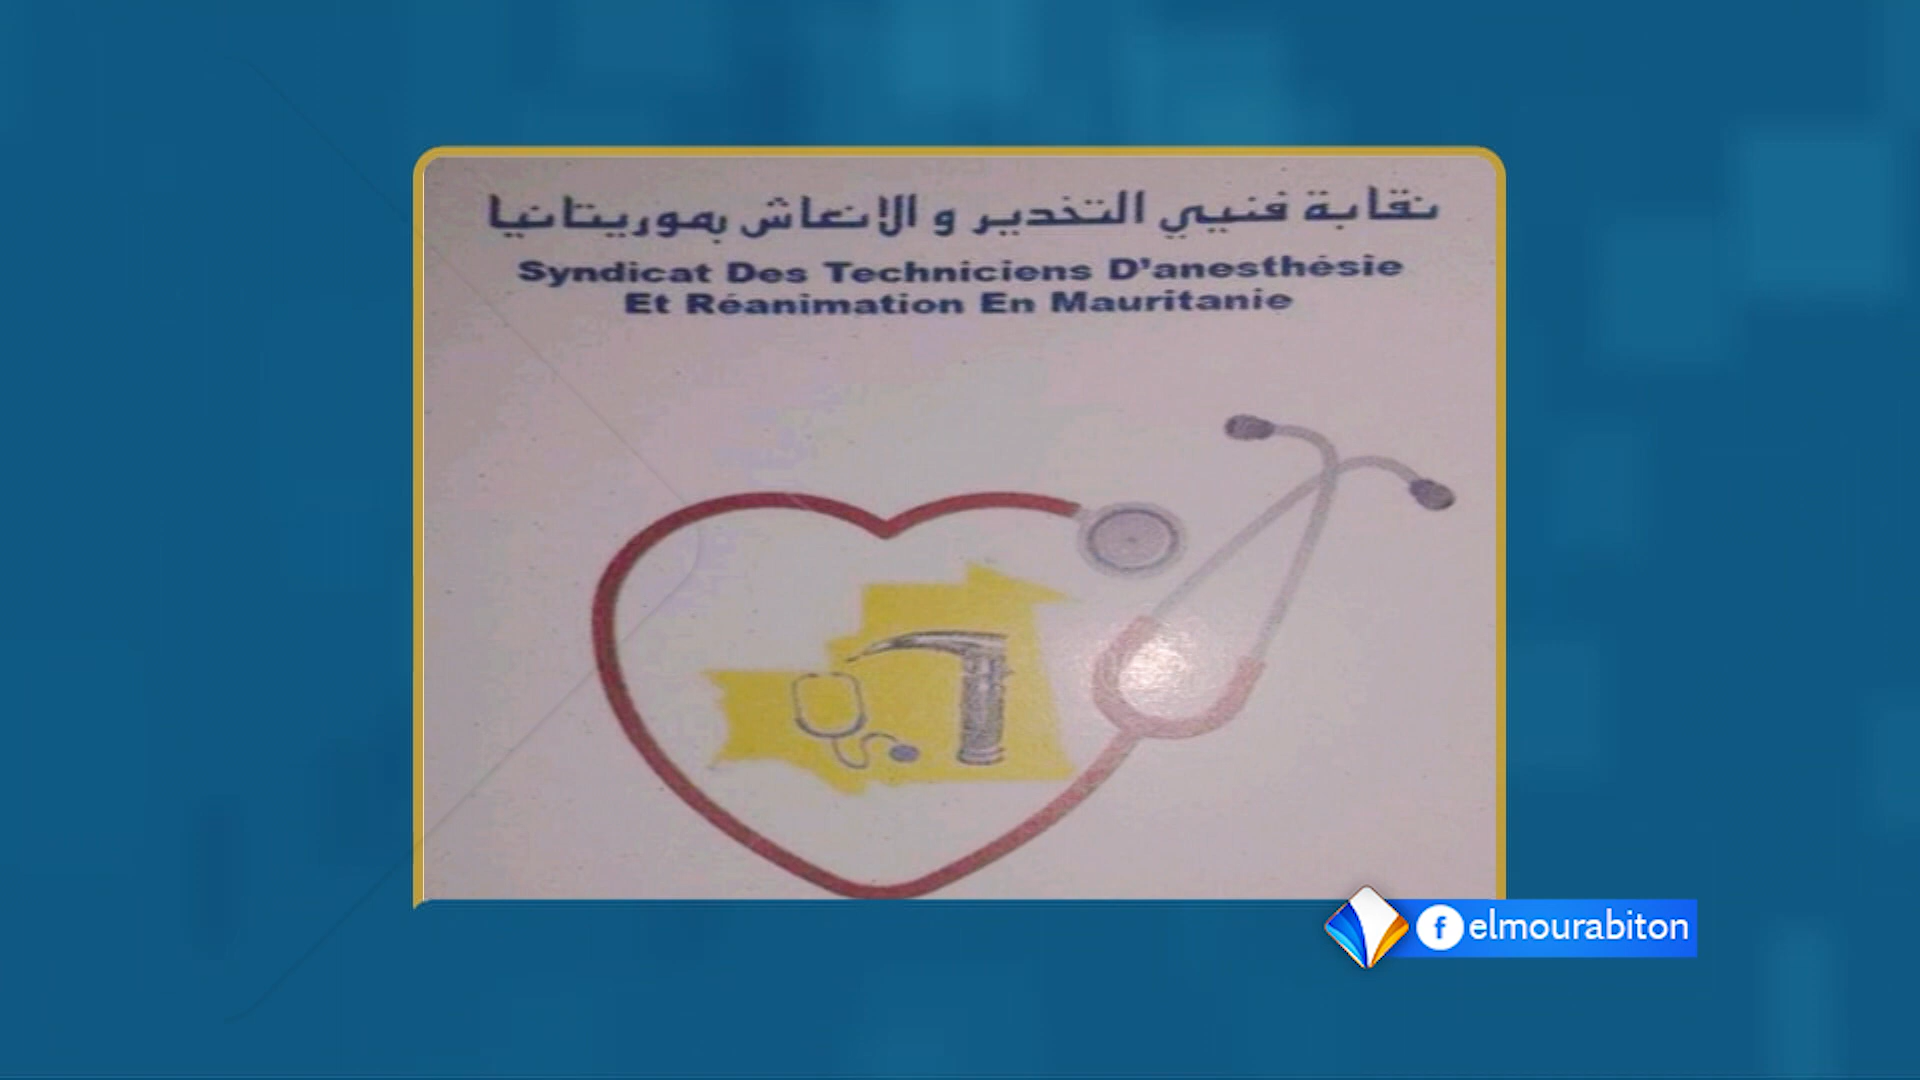 نقابة فنيي التخدير و الإنعاش بموريتانيا
Syndicat Des Techniciens D'anesthésie
Et Réanimation En Mauritanie
elmourabiton